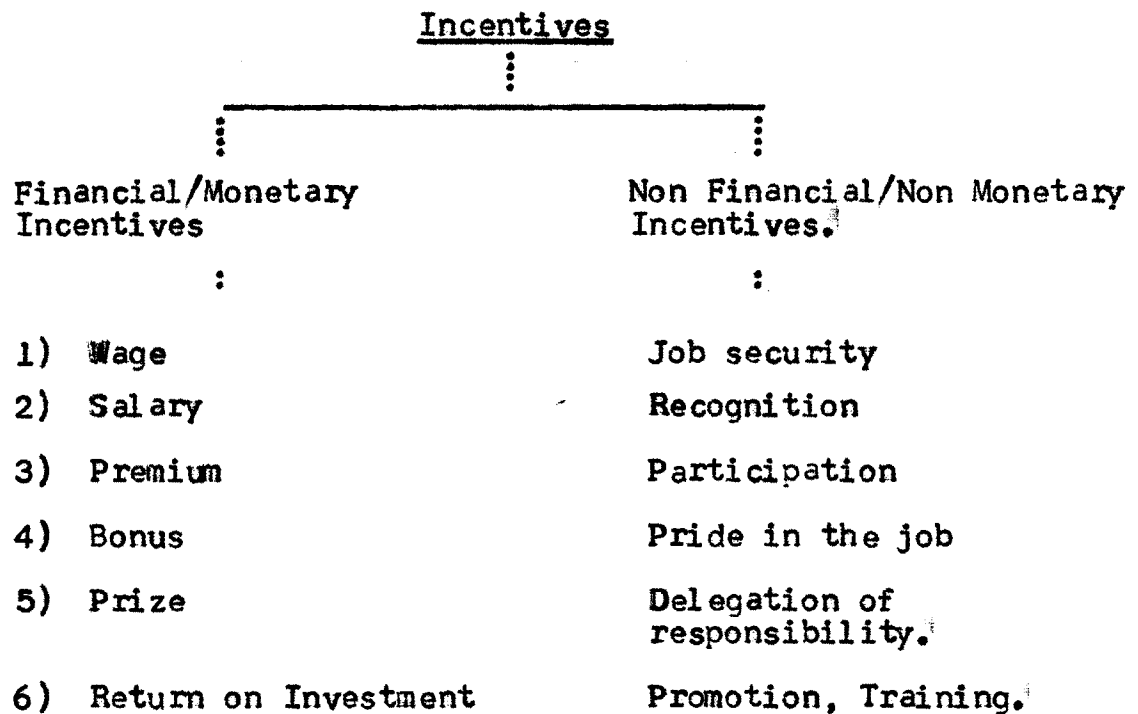 Incentives
Financial/Monetary Non Financial/Non Monetary
Incentives Incentives.
: :
1) Wage Job security
2) Salary Recognition
3) Premium Participation
4) Bonus Pride in the job
5) Prize Delegation of
responsibility.
6) Return on Investment Promotion, Training.